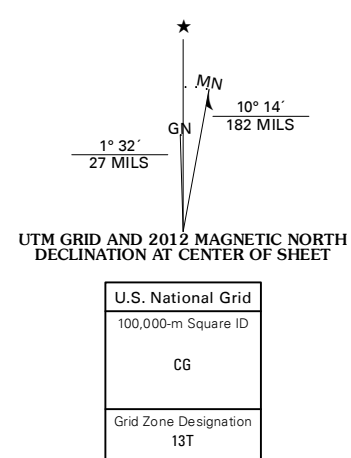 ★
MN
10° 14´
182 MILS
GN
1° 32´
27 MILS
UTM GRID AND 2012 MAGNETIC NORTH
DECLINATION AT CENTER OF SHEET
U.S. National Grid
100,000-m Square ID
CG
Grid Zone Designation
13T